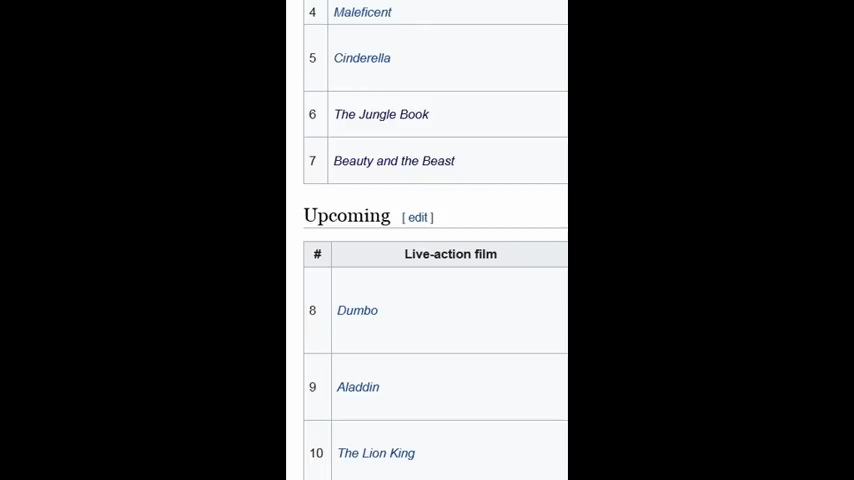 4 Maleficent
5 Cinderella
6 The Jungle Book
7 Beauty and the Beast
Upcoming [ edit ]
# Live-action film
8 Dumbo
9 Aladdin
10 The Lion King